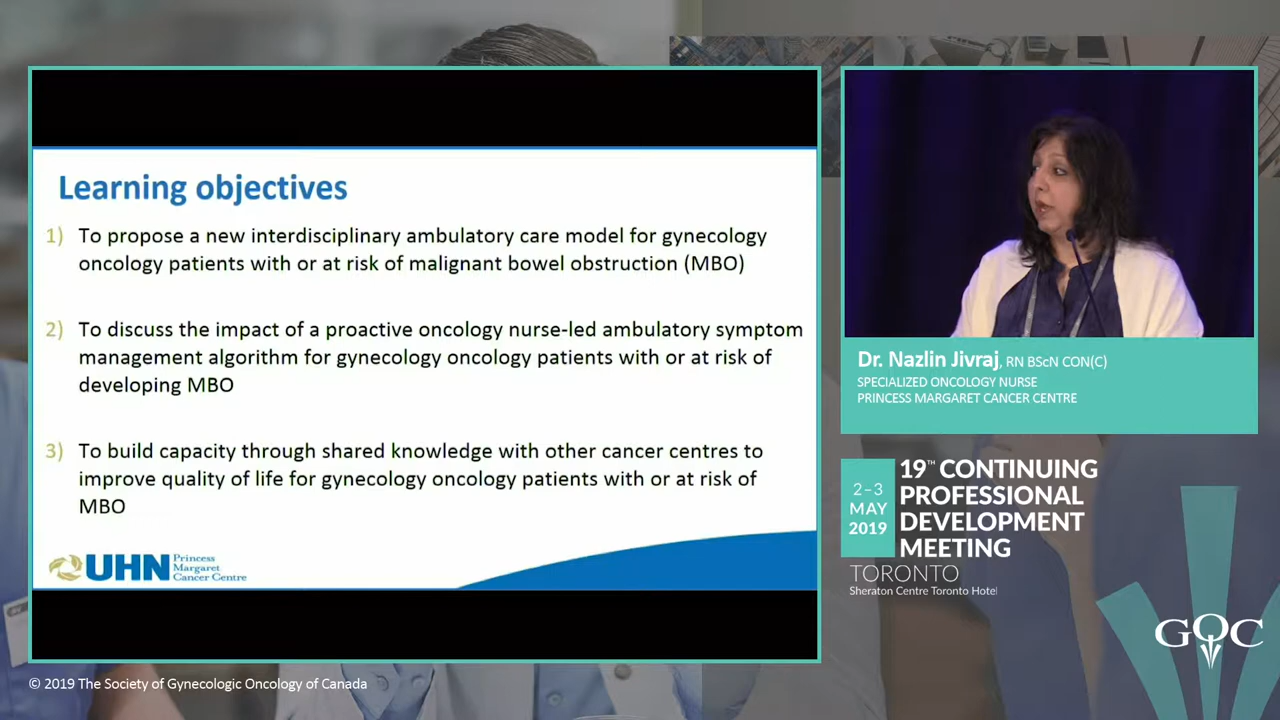 Learning objectives
1) To propose a new interdisciplinary ambulatory care model for gynecology
oncology patients with or at risk of malignant bowel obstruction (MBO)
2) To discuss the impact of a proactive oncology nurse-led ambulatory symptom
management algorithm for gynecology oncology patients with or at risk of
developing MBO
3) To build capacity through shared knowledge with other cancer centres to
improve quality of life for gynecology oncology patients with or at risk of
MBO
UHN Princess
Margaret
Cancer Centre
Dr. Nazlin Jivraj, RN BScN CON(C)
SPECIALIZED ONCOLOGY NURSE
PRINCESS MARGARET CANCER CENTRE
2–3
MAY
2019
19™ CONTINUING
PROFESSIONAL
DEVELOPMENT
MEETING
TORONTO
Sheraton Centre Toronto Hotel
GOC
© 2019 The Society of Gynecologic Oncology of Canada